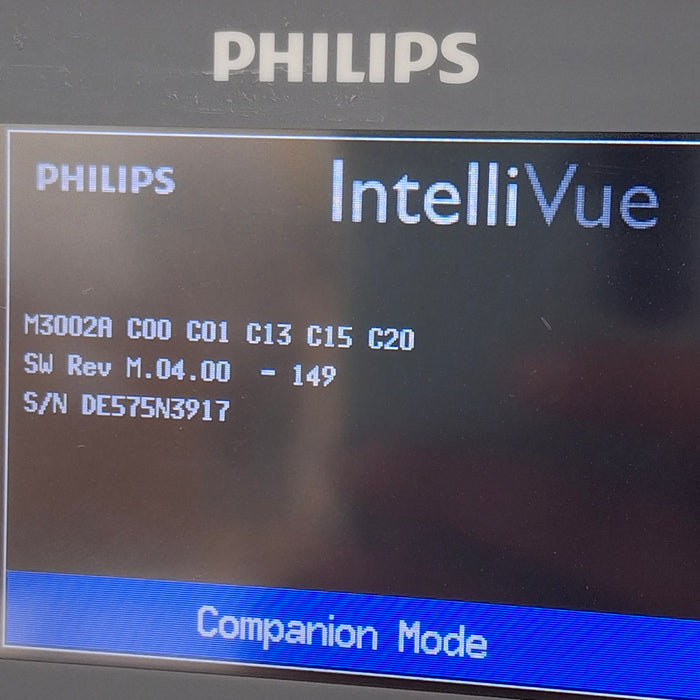 PHILIPS
PHILIPS IntelliVue
M3002A C00 C01 C13 C15 C20
SW Rev M.04.00 - 149
S/N DE575N3917
Companion Mode